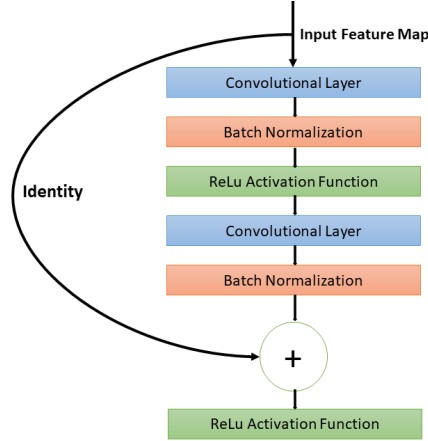 Input Feature Map
Convolutional Layer
Batch Normalization
ReLu Activation Function
Identity
Convolutional Layer
Batch Normalization
+
ReLu Activation Function